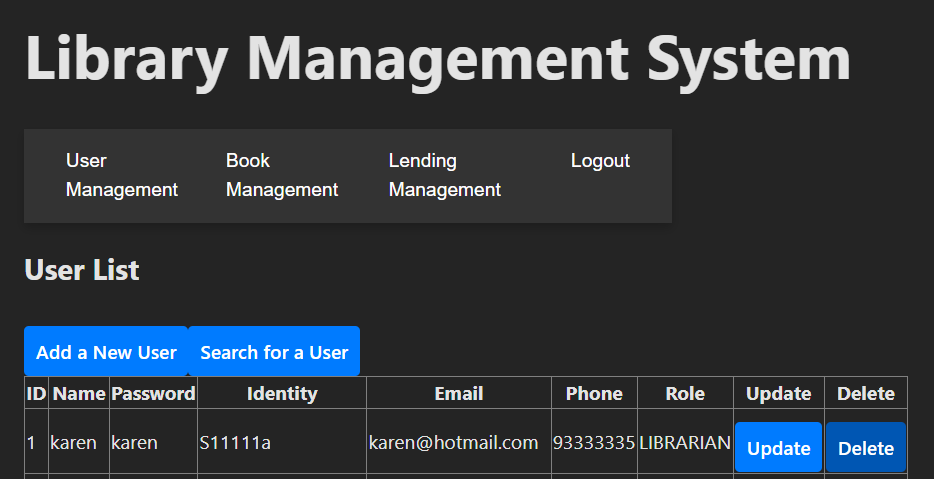 Library Management System
User Book Lending Logout
Management Management Management
User List
Add a New User Search for a User
ID Name Password Identity Email Phone Role Update Delete
1 karen karen S11111a karen@hotmail.com 93333335 LIBRARIAN Update Delete